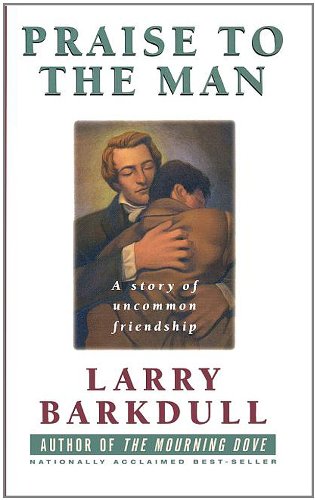 PRAISE TO
THE MAN
A story of
uncommon
friendship
LARRY
BARKDULL
AUTHOR OF THE MOURNING DOVE
NATIONALLY ACCLAIMED BEST-SELLER